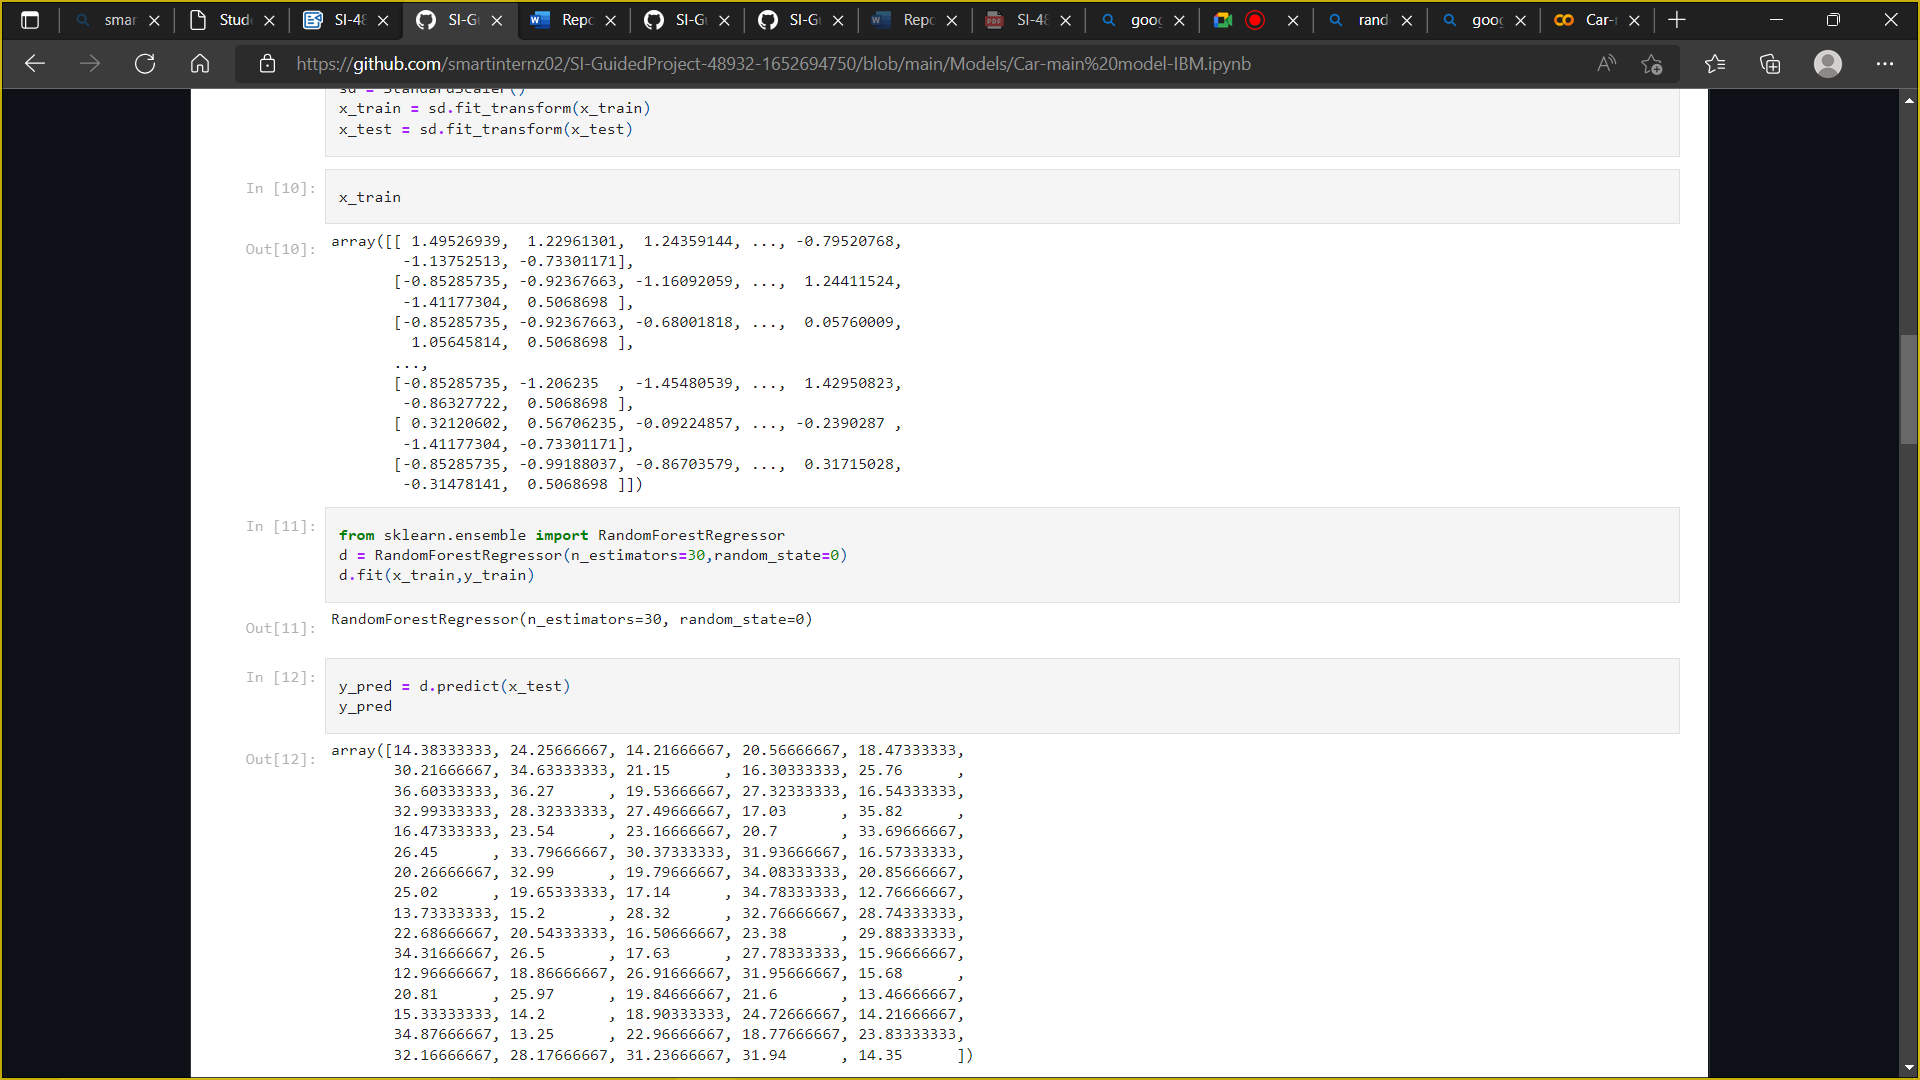 smar
Stud
SI-48
SI-G
Repo
SI-G
SI-G
Repo
SI-48
goog
rand
goog
Car-
https://github.com/smartinternz02/SI-GuidedProject-48932-1652694750/blob/main/Models/Car-main%20model-IBM.ipynb
sd = StandardScaler()
x_train = sd.fit_transform(x_train)
x_test = sd.fit_transform(x_test)
In [10]:
x_train
Out[10]:
array([[ 1.49526939,  1.22961301,  1.24359144, ..., -0.79520768,
-1.13752513, -0.73301171],
[-0.85285735, -0.92367663, -1.16092059, ...,  1.24411524,
-1.41177304,  0.5068698 ],
[-0.85285735, -0.92367663, -0.68001818, ...,  0.05760009,
1.05645814,  0.5068698 ],
...,
[-0.85285735, -1.206235  , -1.45480539, ...,  1.42950823,
-0.86327722,  0.5068698 ],
[ 0.32120602,  0.56706235, -0.09224857, ..., -0.2390287 ,
-1.41177304, -0.73301171],
[-0.85285735, -0.99188037, -0.86703579, ...,  0.31715028,
-0.31478141,  0.5068698 ]])
In [11]:
from sklearn.ensemble import RandomForestRegressor
d = RandomForestRegressor(n_estimators=30,random_state=0)
d.fit(x_train,y_train)
Out[11]:
RandomForestRegressor(n_estimators=30, random_state=0)
In [12]:
y_pred = d.predict(x_test)
y_pred
Out[12]:
array([14.38333333, 24.25666667, 14.21666667, 20.56666667, 18.47333333,
30.21666667, 34.63333333, 21.15      , 16.30333333, 25.76      ,
36.60333333, 36.27      , 19.53666667, 27.32333333, 16.54333333,
32.99333333, 28.32333333, 27.49666667, 17.03      , 35.82      ,
16.47333333, 23.54      , 23.16666667, 20.7       , 33.69666667,
26.45      , 33.79666667, 30.37333333, 31.93666667, 16.57333333,
20.26666667, 32.99      , 19.79666667, 34.08333333, 20.85666667,
25.02      , 19.65333333, 17.14      , 34.78333333, 12.76666667,
13.73333333, 15.2       , 28.32      , 32.76666667, 28.74333333,
22.68666667, 20.54333333, 16.50666667, 23.38      , 29.88333333,
34.31666667, 26.5       , 17.63      , 27.78333333, 15.96666667,
12.96666667, 18.86666667, 26.91666667, 31.95666667, 15.68      ,
20.81      , 25.97      , 19.84666667, 21.6       , 13.46666667,
15.33333333, 14.2       , 18.90333333, 24.72666667, 14.21666667,
34.87666667, 13.25      , 22.96666667, 18.77666667, 23.83333333,
32.16666667, 28.17666667, 31.23666667, 31.94      , 14.35      ])